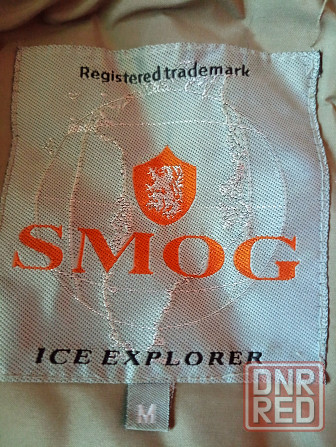 Registered trademark
SMOG
ICE EXPLORER
M
DNR
RED